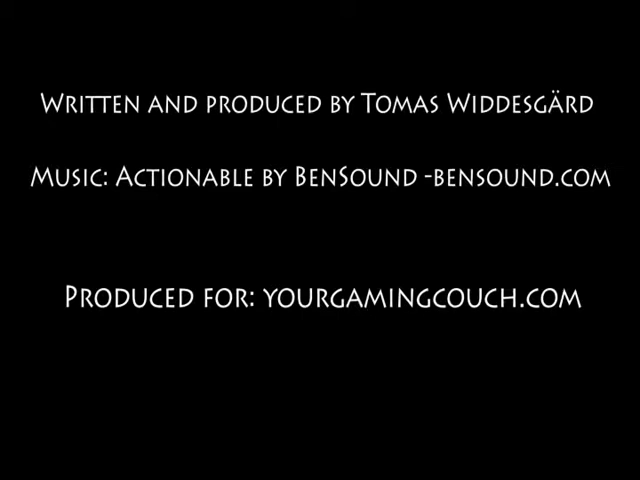 Written and produced by Tomas Widdesgärd
Music: Actionable by BenSound -bensound.com
Produced for: yourgamingcouch.com